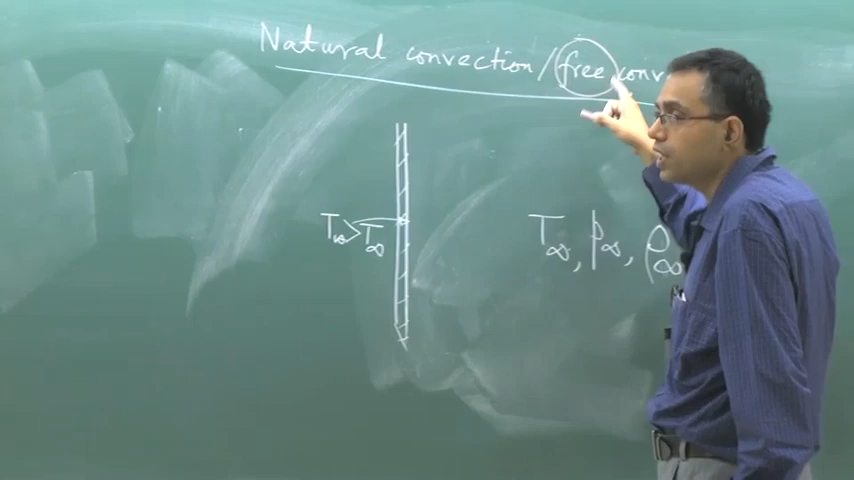 Natural convection/free conv
T_w>T_∞
T_∞, p_∞, ρ_∞